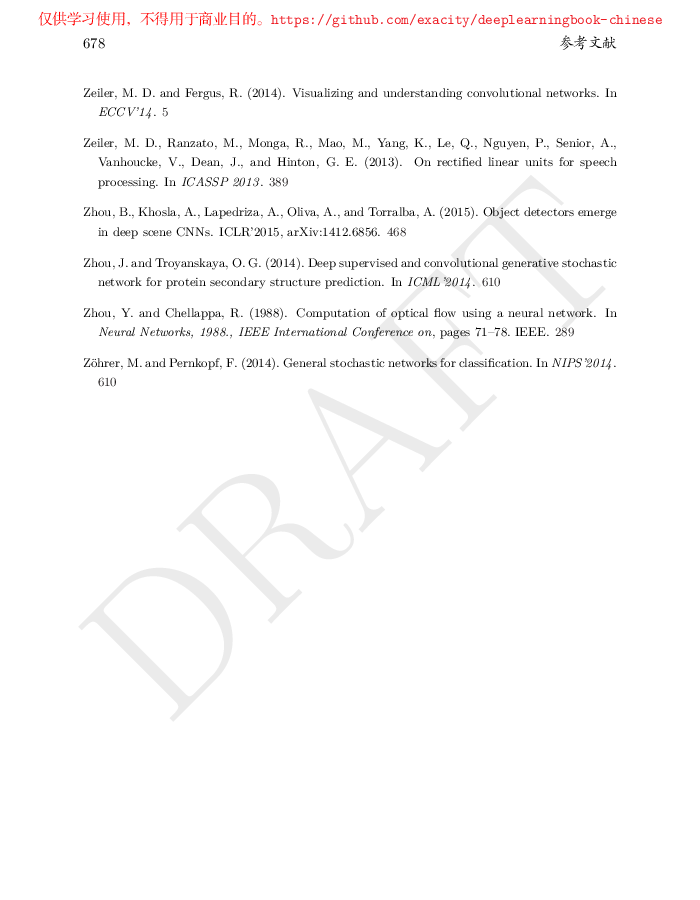 仅供学习使用，不得用于商业目的。https://github.com/exacity/deeplearningbook-chinese
678 参考文献
Zeiler, M. D. and Fergus, R. (2014). Visualizing and understanding convolutional networks. In
ECCV'14. 5
Zeiler, M. D., Ranzato, M., Monga, R., Mao, M., Yang, K., Le, Q., Nguyen, P., Senior, A.,
Vanhoucke, V., Dean, J., and Hinton, G. E. (2013). On rectified linear units for speech
processing. In ICASSP 2013. 389
Zhou, B., Khosla, A., Lapedriza, A., Oliva, A., and Torralba, A. (2015). Object detectors emerge
in deep scene CNNs. ICLR'2015, arXiv:1412.6856. 468
Zhou, J. and Troyanskaya, O. G. (2014). Deep supervised and convolutional generative stochastic
network for protein secondary structure prediction. In ICML'2014. 610
Zhou, Y. and Chellappa, R. (1988). Computation of optical flow using a neural network. In
Neural Networks, 1988., IEEE International Conference on, pages 71–78. IEEE. 289
Zöhrer, M. and Pernkopf, F. (2014). General stochastic networks for classification. In NIPS'2014.
610
DRAFT